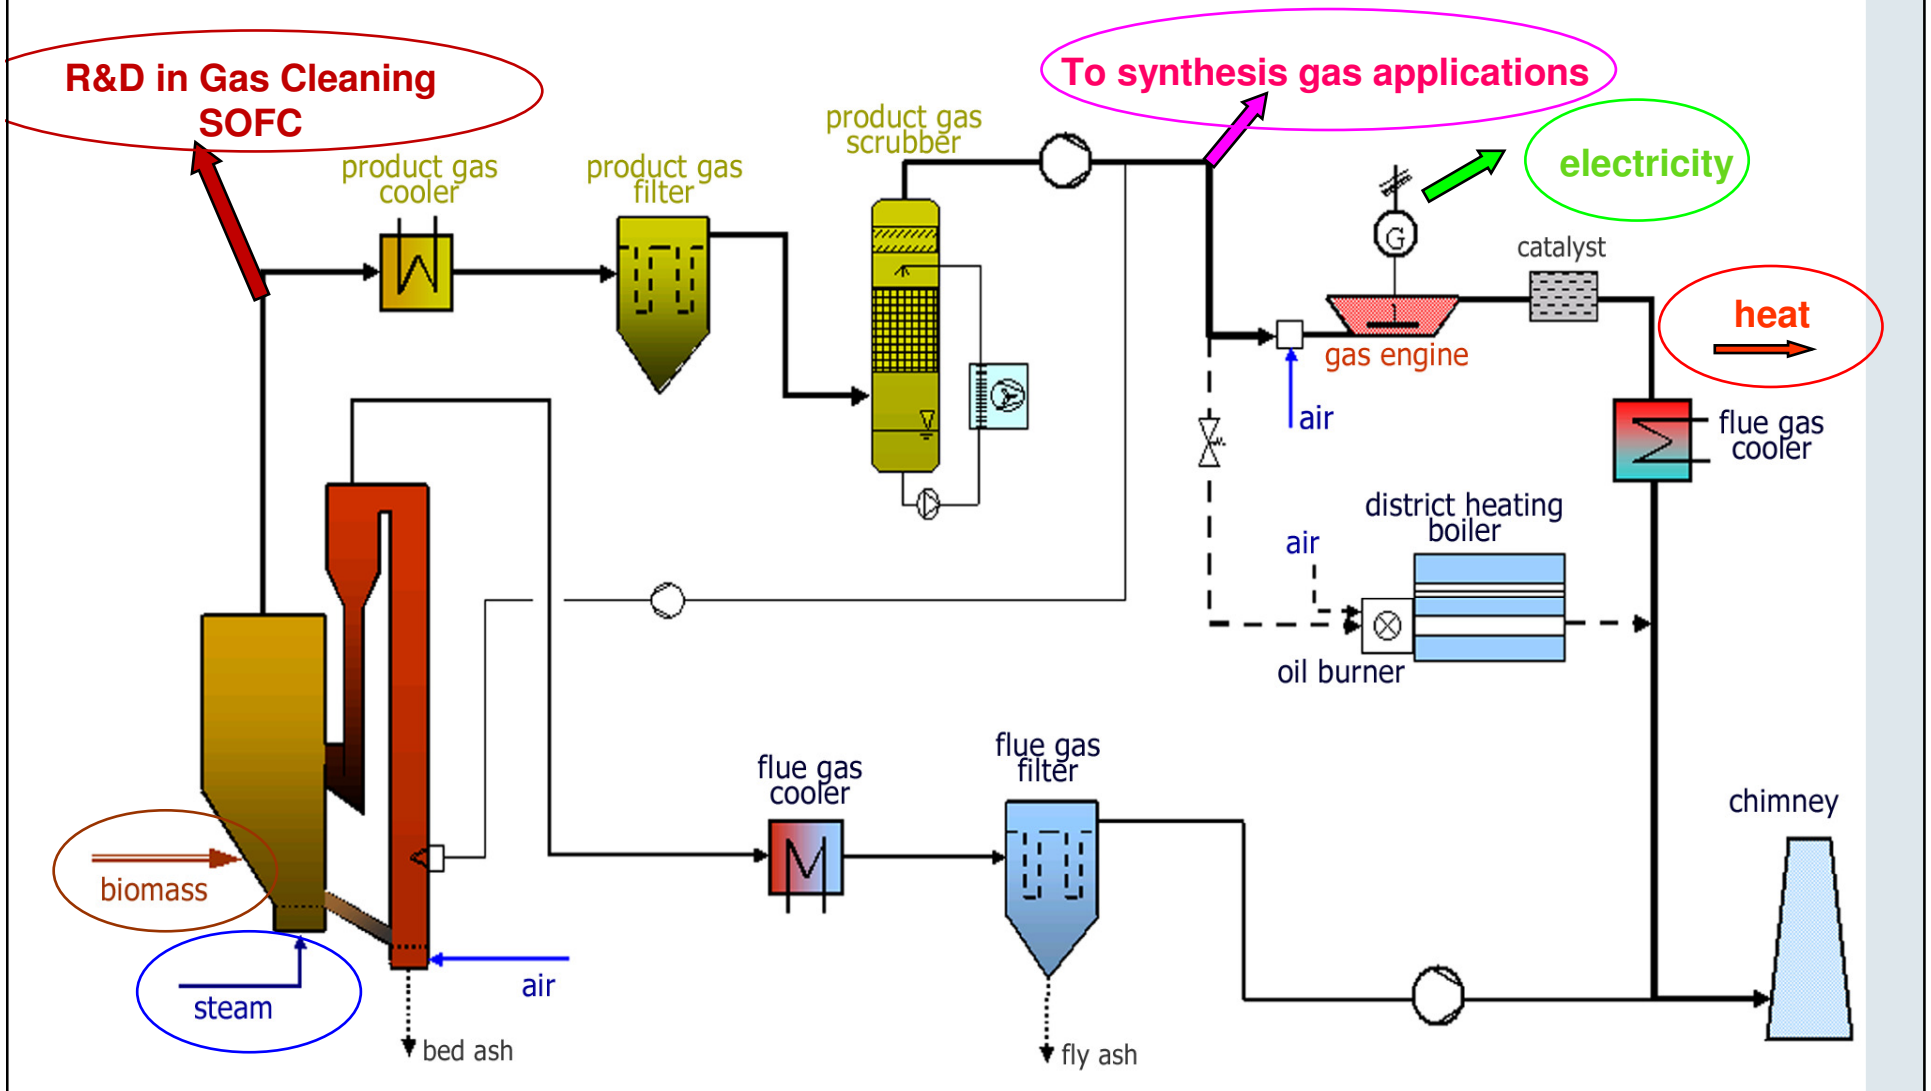 R&D in Gas Cleaning
SOFC
To synthesis gas applications
electricity
product gas
scrubber
product gas
cooler
product gas
filter
G
catalyst
heat
gas engine
air
flue gas
cooler
district heating
boiler
air
oil burner
flue gas
filter
flue gas
cooler
chimney
biomass
steam
air
bed ash
fly ash